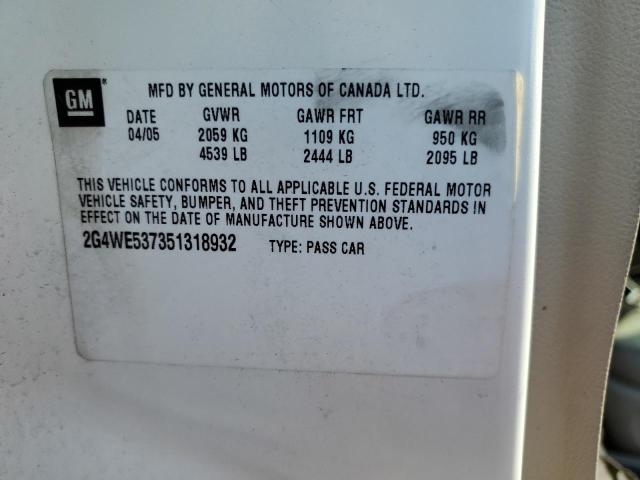 GM
MFD BY GENERAL MOTORS OF CANADA LTD.
DATE GVWR GAWR FRT GAWR RR
04/05 2059 KG 1109 KG 950 KG
4539 LB 2444 LB 2095 LB
THIS VEHICLE CONFORMS TO ALL APPLICABLE U.S. FEDERAL MOTOR
VEHICLE SAFETY, BUMPER, AND THEFT PREVENTION STANDARDS IN
EFFECT ON THE DATE OF MANUFACTURE SHOWN ABOVE.
2G4WE537351318932 TYPE: PASS CAR